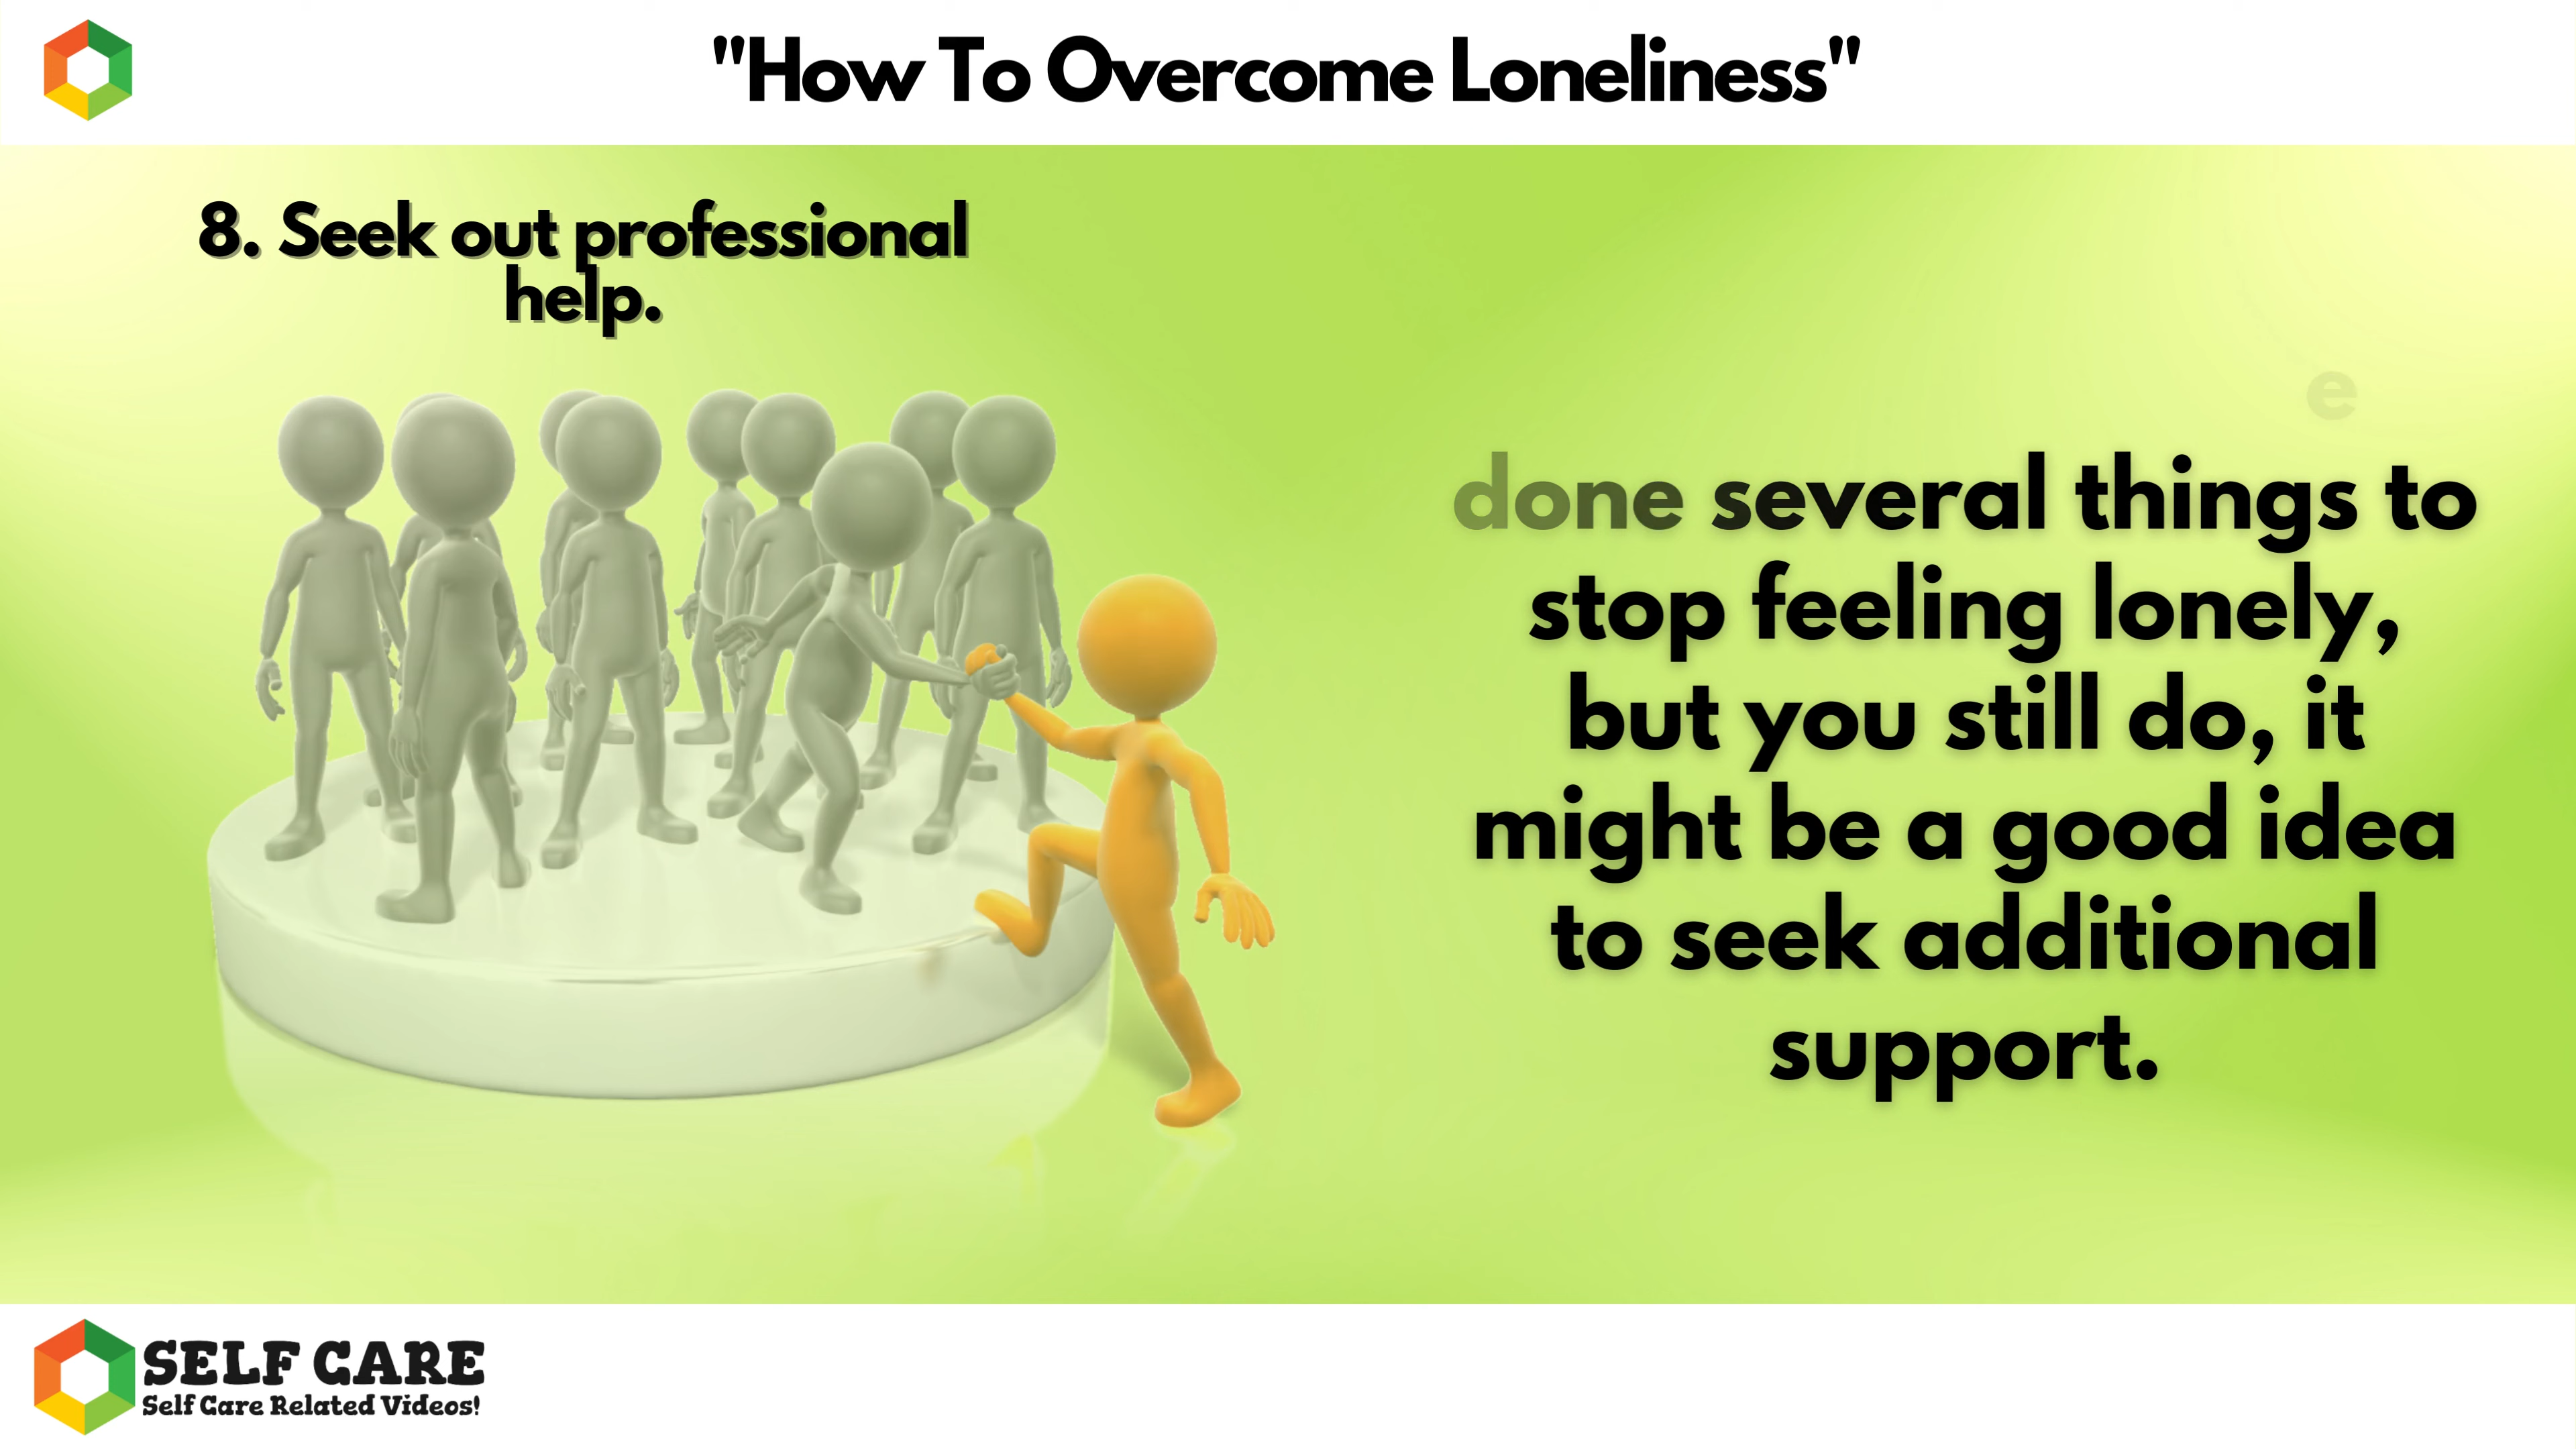 "How To Overcome Loneliness"
8. Seek out professional
help.
e
done several things to
stop feeling lonely,
but you still do, it
might be a good idea
to seek additional
support.
SELF CARE
Self Care Related Videos!